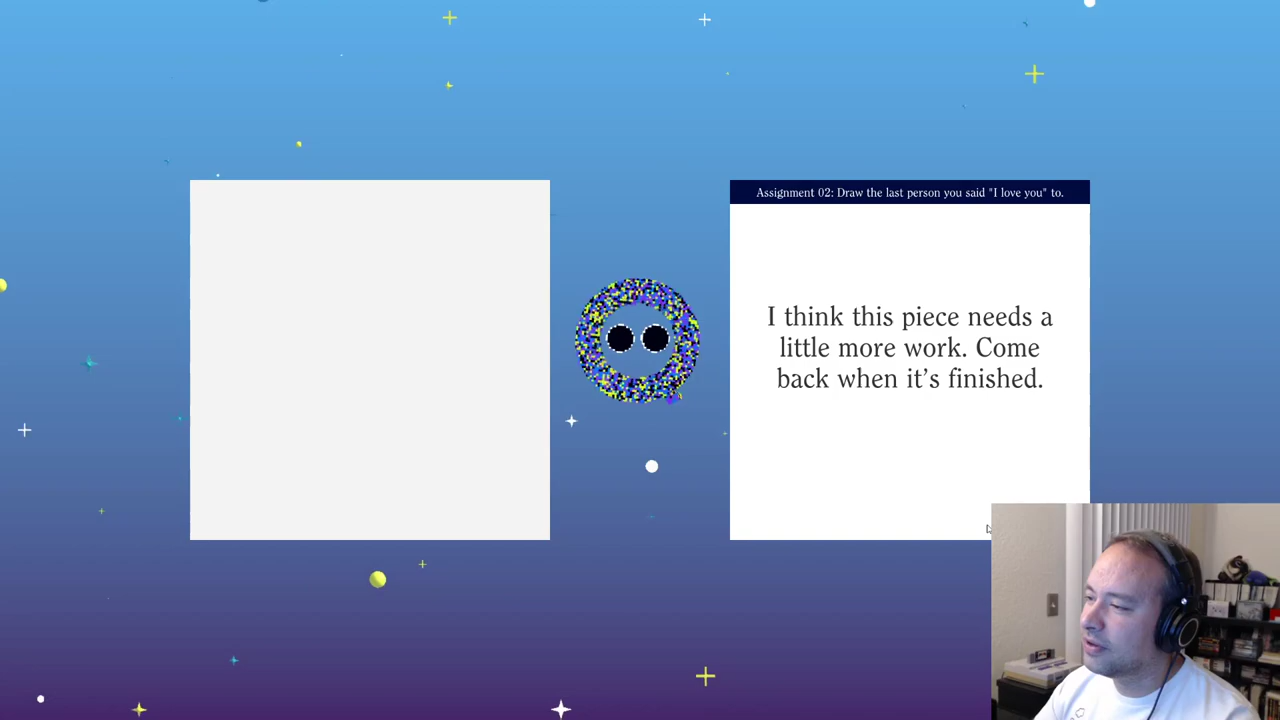 Assignment 02: Draw the last person you said "I love you" to.
I think this piece needs a
little more work. Come
back when it’s finished.